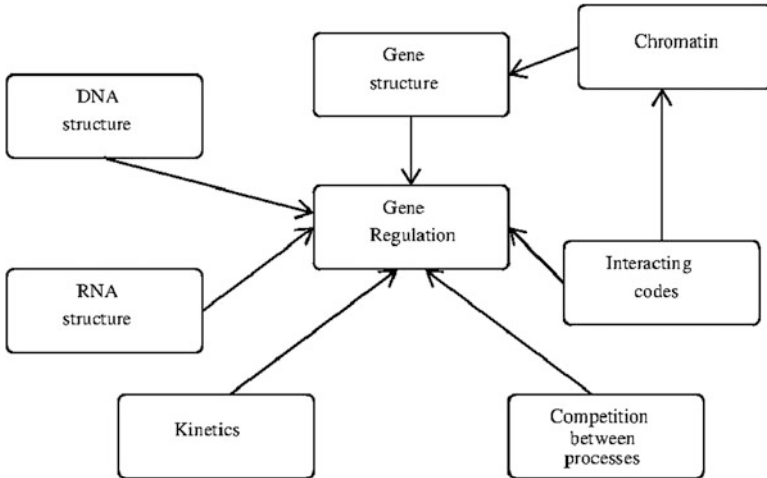 Gene
structure
Chromatin
DNA
structure
Gene
Regulation
RNA
structure
Interacting
codes
Kinetics
Competition
between
processes